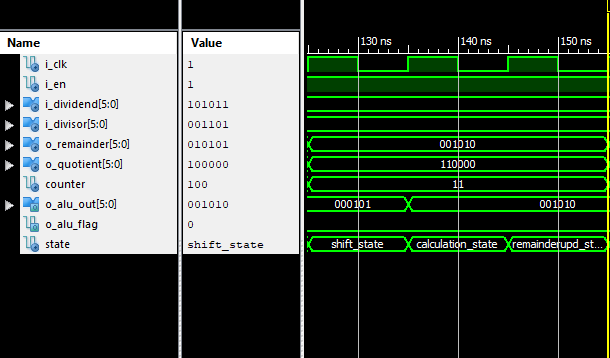 Name Value
130 ns 140 ns 150 ns
i_clk 1
i_en 1
i_dividend[5:0] 101011
i_divisor[5:0] 001101
o_remainder[5:0] 010101 001010
o_quotient[5:0] 100000 110000
counter 100 11
o_alu_out[5:0] 001010 000101 001010
o_alu_flag 0
state shift_state shift_state calculation_state remainderupd_st...